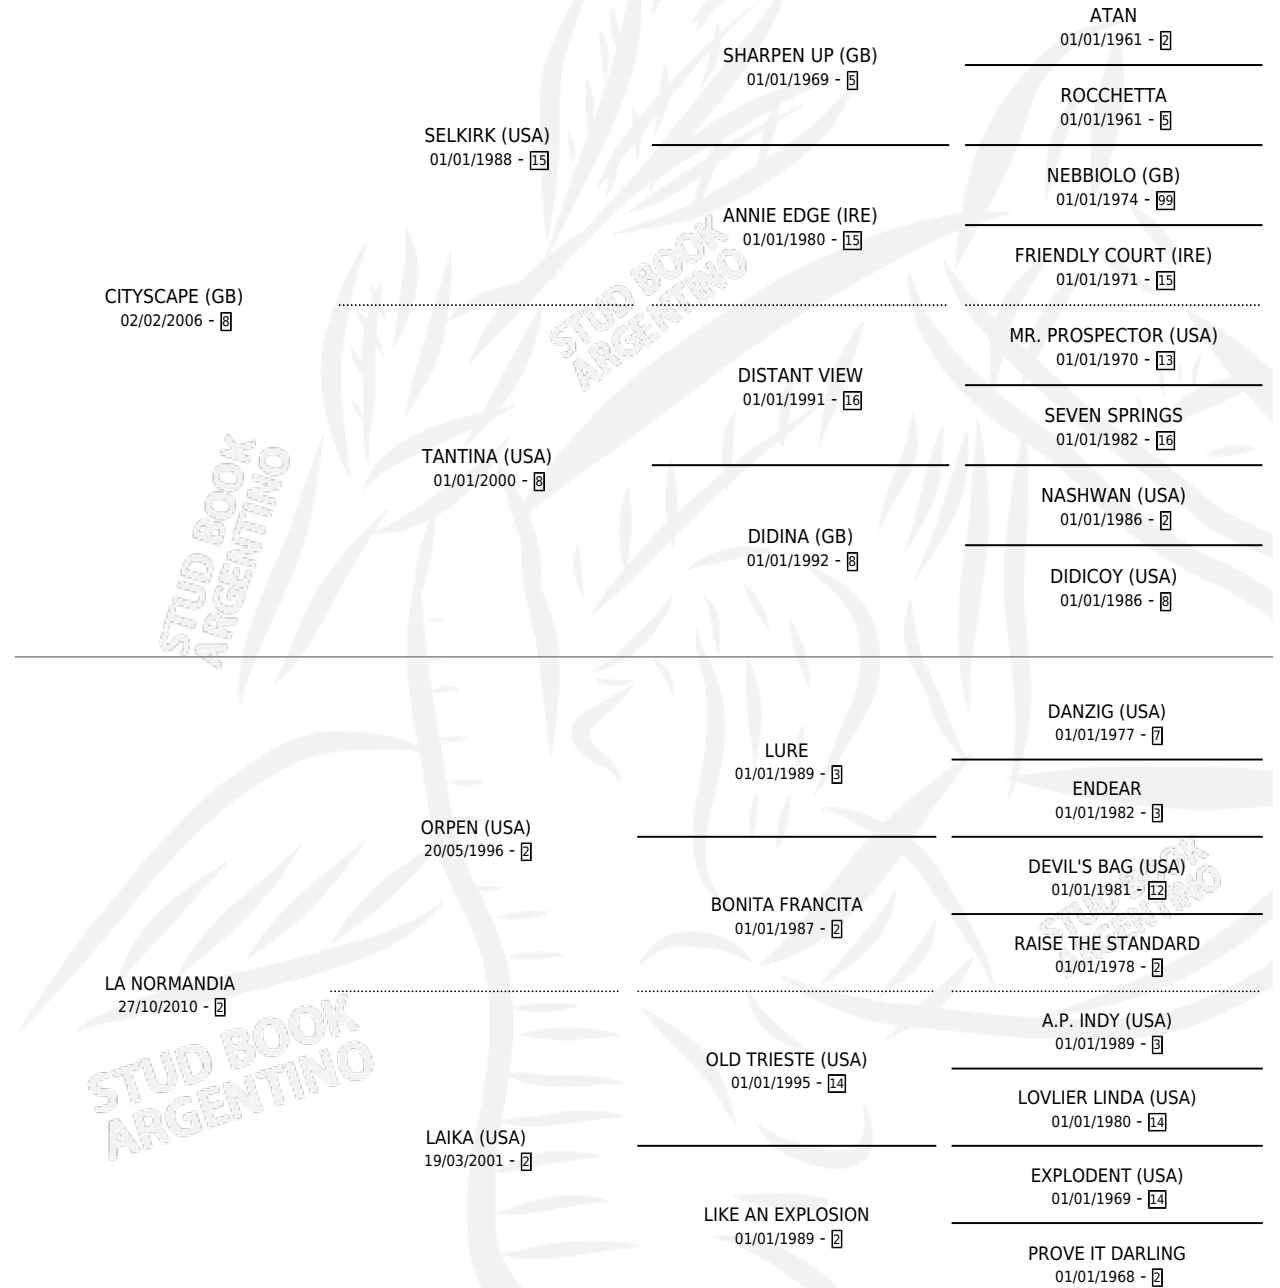 ATAN
01/01/1961 - 2
SHARPEN UP (GB)
01/01/1969 - 5
ROCCHETTA
01/01/1961 - 5
SELKIRK (USA)
01/01/1988 - 15
NEBBIOLO (GB)
01/01/1974 - 99
ANNIE EDGE (IRE)
01/01/1980 - 15
FRIENDLY COURT (IRE)
01/01/1971 - 15
CITYSCAPE (GB)
02/02/2006 - 8
MR. PROSPECTOR (USA)
01/01/1970 - 13
DISTANT VIEW
01/01/1991 - 16
SEVEN SPRINGS
01/01/1982 - 16
TANTINA (USA)
01/01/2000 - 8
NASHWAN (USA)
01/01/1986 - 2
DIDINA (GB)
01/01/1992 - 8
DIDICOY (USA)
01/01/1986 - 8
STUD BOOK
ARGENTINO
STUD BOOK
ARGENTINO
DANZIG (USA)
01/01/1977 - 7
LURE
01/01/1989 - 3
ENDEAR
01/01/1982 - 3
ORPEN (USA)
20/05/1996 - 2
DEVIL'S BAG (USA)
01/01/1981 - 12
BONITA FRANCITA
01/01/1987 - 2
RAISE THE STANDARD
01/01/1978 - 2
LA NORMANDIA
27/10/2010 - 2
A.P. INDY (USA)
01/01/1989 - 3
OLD TRIESTE (USA)
01/01/1995 - 14
LOVLIER LINDA (USA)
01/01/1980 - 14
LAIKA (USA)
19/03/2001 - 2
EXPLODENT (USA)
01/01/1969 - 14
LIKE AN EXPLOSION
01/01/1989 - 2
PROVE IT DARLING
01/01/1968 - 2
STUD BOOK
ARGENTINO
STUD BOOK
ARGENTINO